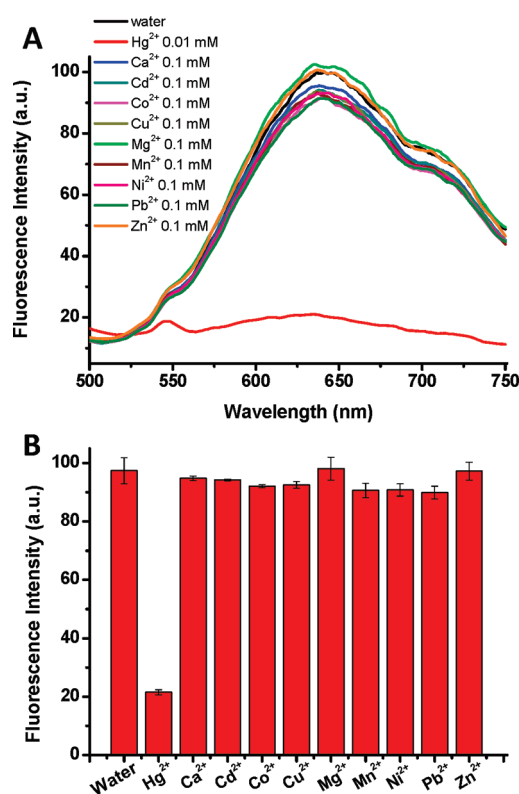 A
water
Hg²⁺ 0.01 mM
Ca²⁺ 0.1 mM
Cd²⁺ 0.1 mM
Co²⁺ 0.1 mM
Cu²⁺ 0.1 mM
Mg²⁺ 0.1 mM
Mn²⁺ 0.1 mM
Ni²⁺ 0.1 mM
Pb²⁺ 0.1 mM
Zn²⁺ 0.1 mM
Fluorescence Intensity (a.u.)
100
80
60
40
20
500 550 600 650 700 750
Wavelength (nm)
B
Fluorescence Intensity (a.u.)
100
80
60
40
20
0
Water Hg²⁺ Ca²⁺ Cd²⁺ Co²⁺ Cu²⁺ Mg²⁺ Mn²⁺ Ni²⁺ Pb²⁺ Zn²⁺